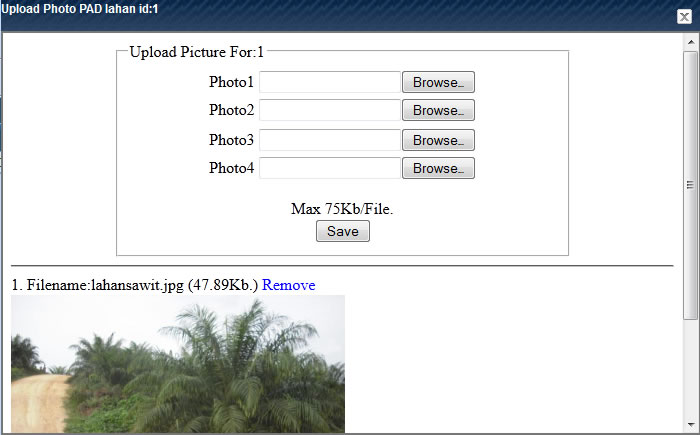 Upload Photo PAD lahan id:1
Upload Picture For:1
Photo1 Browse..
Photo2 Browse..
Photo3 Browse..
Photo4 Browse..
Max 75Kb/File.
Save
1. Filename:lahansawit.jpg (47.89Kb.) Remove